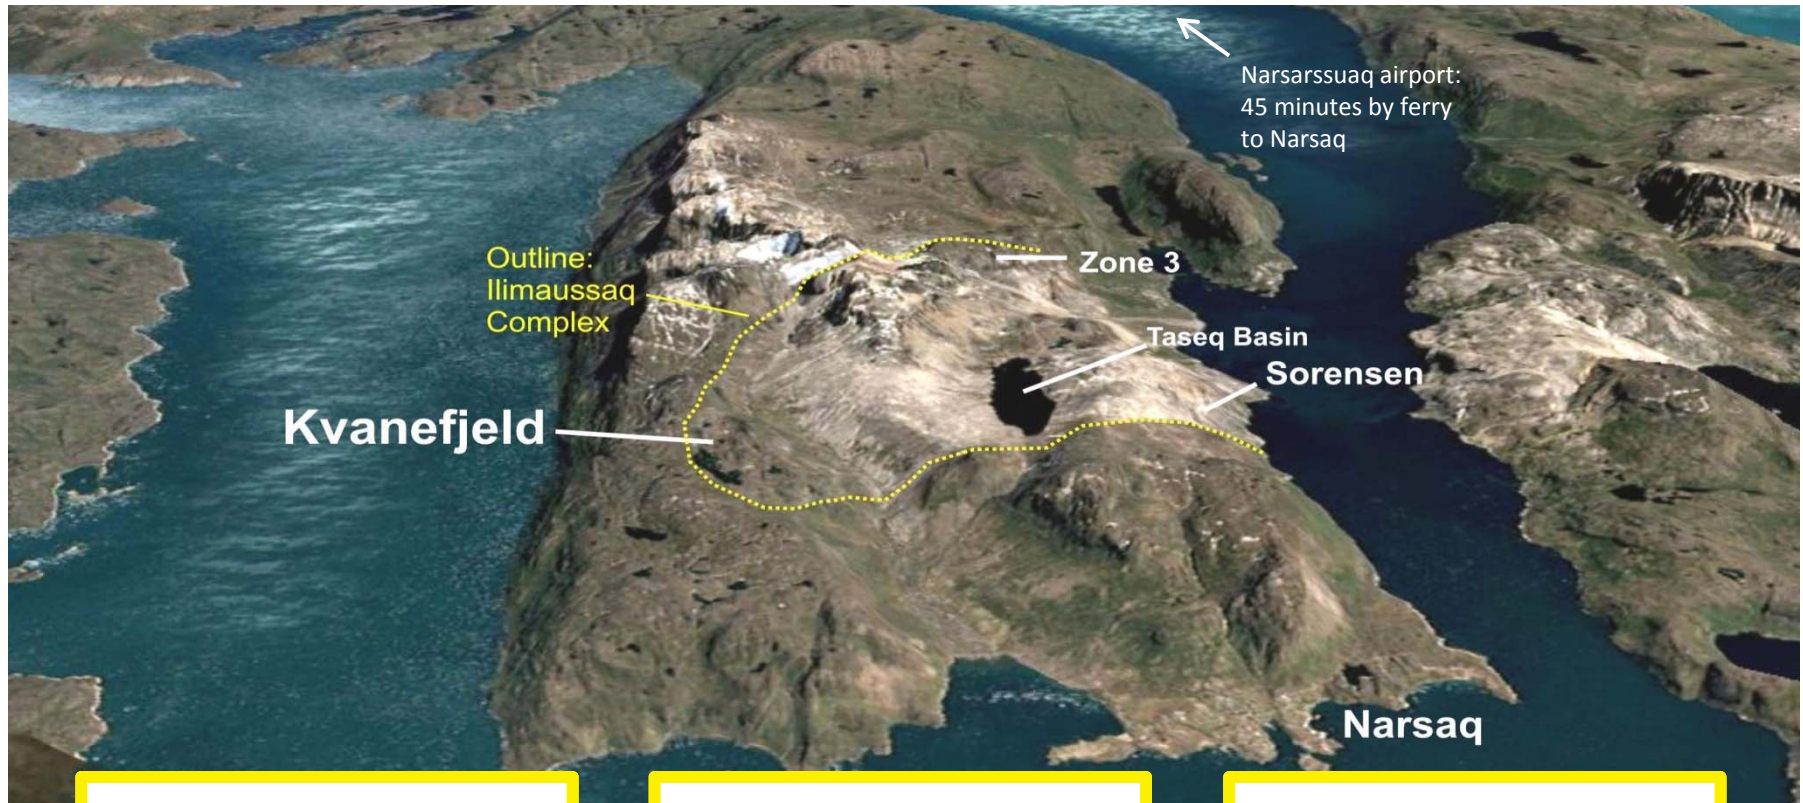 Narsarssuaq airport:
45 minutes by ferry
to Narsaq
Outline:
Ilimaussaq
Complex
Zone 3
Taseq Basin
Sorensen
Kvanefjeld
Narsaq